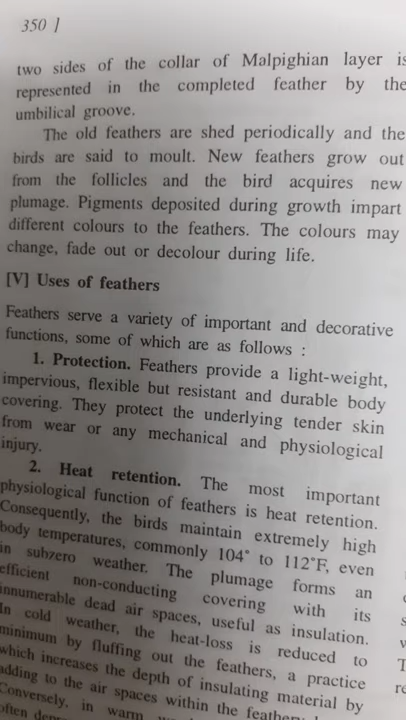 350 ]
two sides of the collar of Malpighian layer is
represented in the completed feather by the
umbilical groove.
The old feathers are shed periodically and the
birds are said to moult. New feathers grow out
from the follicles and the bird acquires new
plumage. Pigments deposited during growth impart
different colours to the feathers. The colours may
change, fade out or decolour during life.
[V] Uses of feathers
Feathers serve a variety of important and decorative
functions, some of which are as follows :
1. Protection. Feathers provide a light-weight,
impervious, flexible but resistant and durable body
covering. They protect the underlying tender skin
from wear or any mechanical and physiological
injury.
2. Heat retention. The most important
physiological function of feathers is heat retention.
Consequently, the birds maintain extremely high
body temperatures, commonly 104° to 112°F, even
in subzero weather. The plumage forms an
efficient non-conducting covering with its
innumerable dead air spaces, useful as insulation.
In cold weather, the heat-loss is reduced to
minimum by fluffing out the feathers, a practice
which increases the depth of insulating material by
adding to the air spaces within the feathery
Conversely, in warm
often